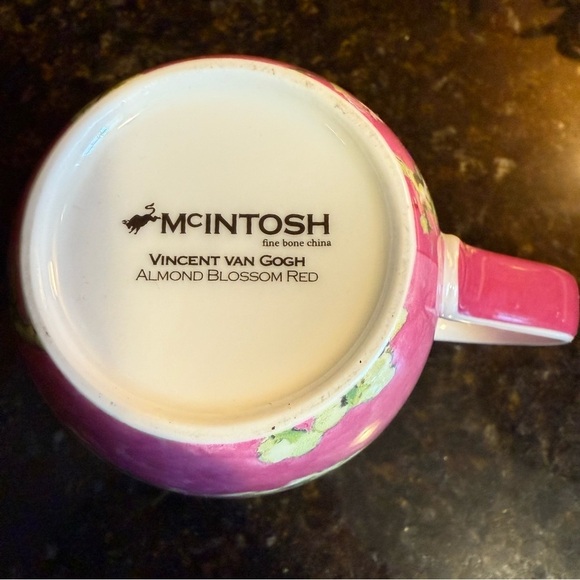 McINTOSH
fine bone china
VINCENT VAN GOGH
ALMOND BLOSSOM RED